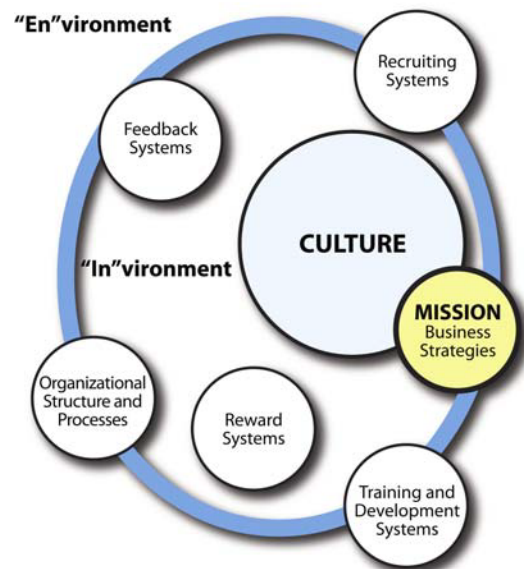 “En”vironment
Recruiting
Systems
Feedback
Systems
CULTURE
“In”vironment
MISSION
Business
Strategies
Organizational
Structure and
Processes
Reward
Systems
Training and
Development
Systems